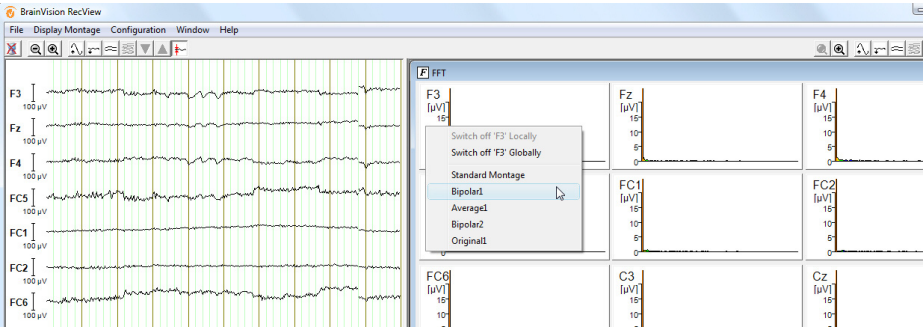 BrainVision RecView
File Display Montage Configuration Window Help
F FFT
F3
100 µV
Fz
100 µV
F4
100 µV
FC5
100 µV
FC1
100 µV
FC2
100 µV
FC6
100 µV
F3
[µV]
15
Fz
[µV]
15
10
5
0
F4
[µV]
15
10
5
0
Switch off 'F3' Locally
Switch off 'F3' Globally
Standard Montage
Bipolar1
Average1
Bipolar2
Original1
0
FC1
[µV]
15
10
5
0
FC2
[µV]
15
10
5
0
FC6
[µV]
15
10
C3
[µV]
15
10
Cz
[µV]
15
10